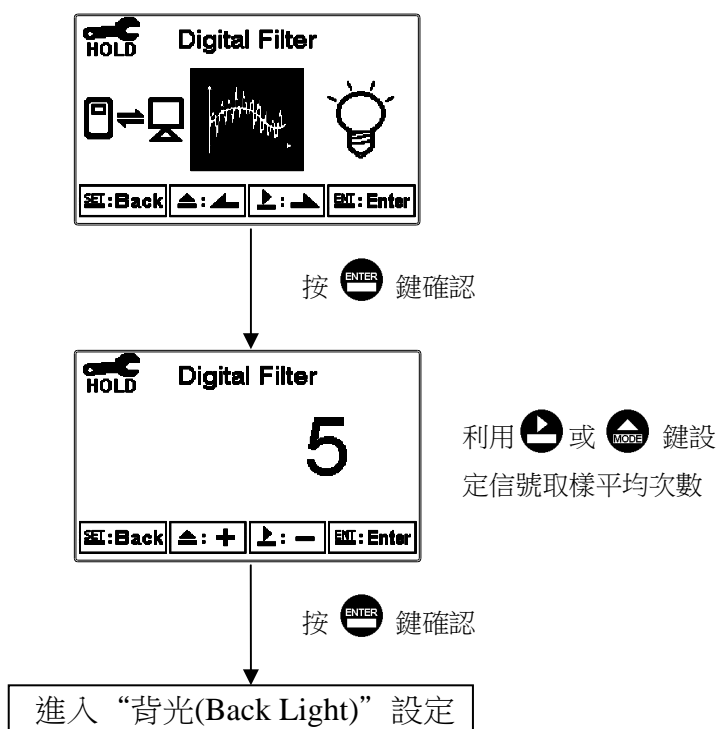 HOLD Digital Filter
SET:Back ▲: ▶: ENT:Enter
按 ENTER 鍵確認
HOLD Digital Filter
5
利用 或 MODE 鍵設
定信號取樣平均次數
SET:Back ▲:+ ▶:- ENT:Enter
按 ENTER 鍵確認
進入“背光(Back Light)”設定